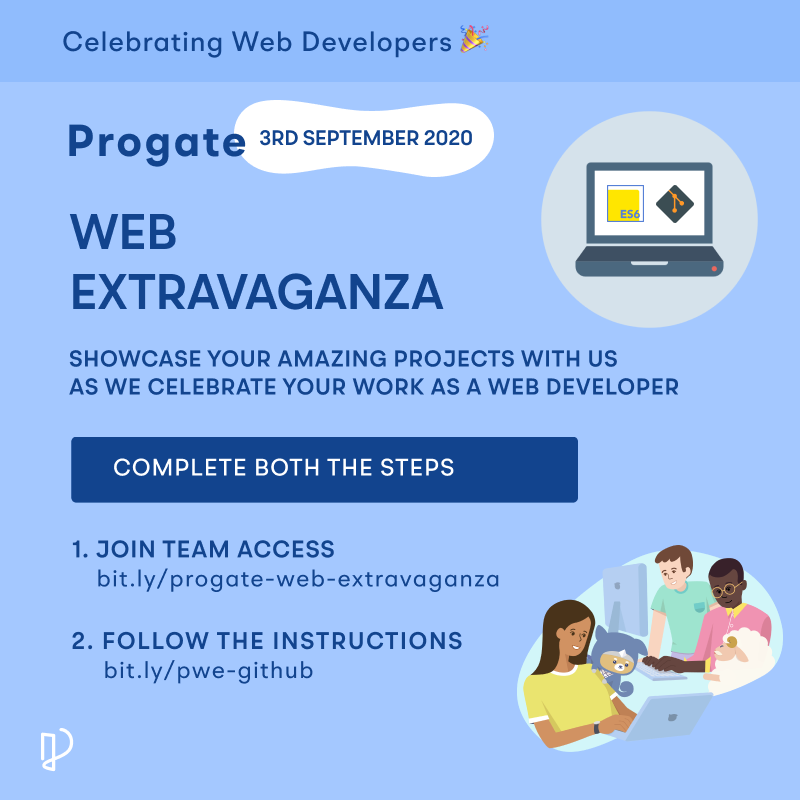 Celebrating Web Developers 🎉
Progate
3RD SEPTEMBER 2020
WEB
EXTRAVAGANZA
ES6
SHOWCASE YOUR AMAZING PROJECTS WITH US
AS WE CELEBRATE YOUR WORK AS A WEB DEVELOPER
COMPLETE BOTH THE STEPS
1. JOIN TEAM ACCESS
bit.ly/progate-web-extravaganza
2. FOLLOW THE INSTRUCTIONS
bit.ly/pwe-github